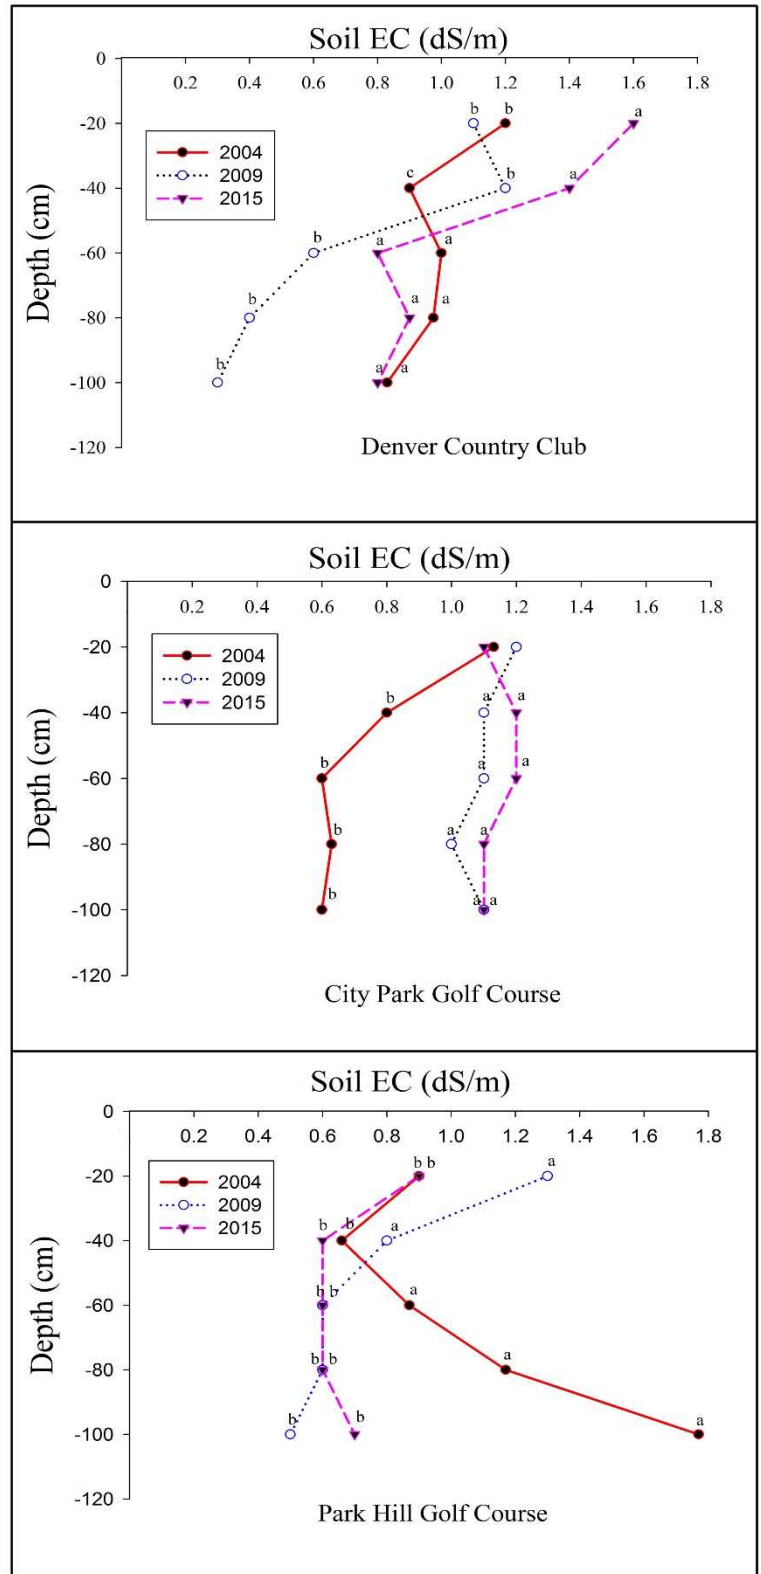 Soil EC (dS/m)
0
0.2 0.4 0.6 0.8 1.0 1.2 1.4 1.6 1.8
b b a
-20
2004
2009
2015
c b a
-40
b a a
-60
b a a
-80
b a a
-100
-120
Depth (cm)
Denver Country Club
Soil EC (dS/m)
0
0.2 0.4 0.6 0.8 1.0 1.2 1.4 1.6 1.8
-20
2004
2009
2015
b a a
-40
b a a
-60
b a a
-80
b a a
-100
-120
Depth (cm)
City Park Golf Course
Soil EC (dS/m)
0
0.2 0.4 0.6 0.8 1.0 1.2 1.4 1.6 1.8
b b a
-20
2004
2009
2015
b b a
-40
b b a
-60
b b a
-80
b b a
-100
-120
Depth (cm)
Park Hill Golf Course